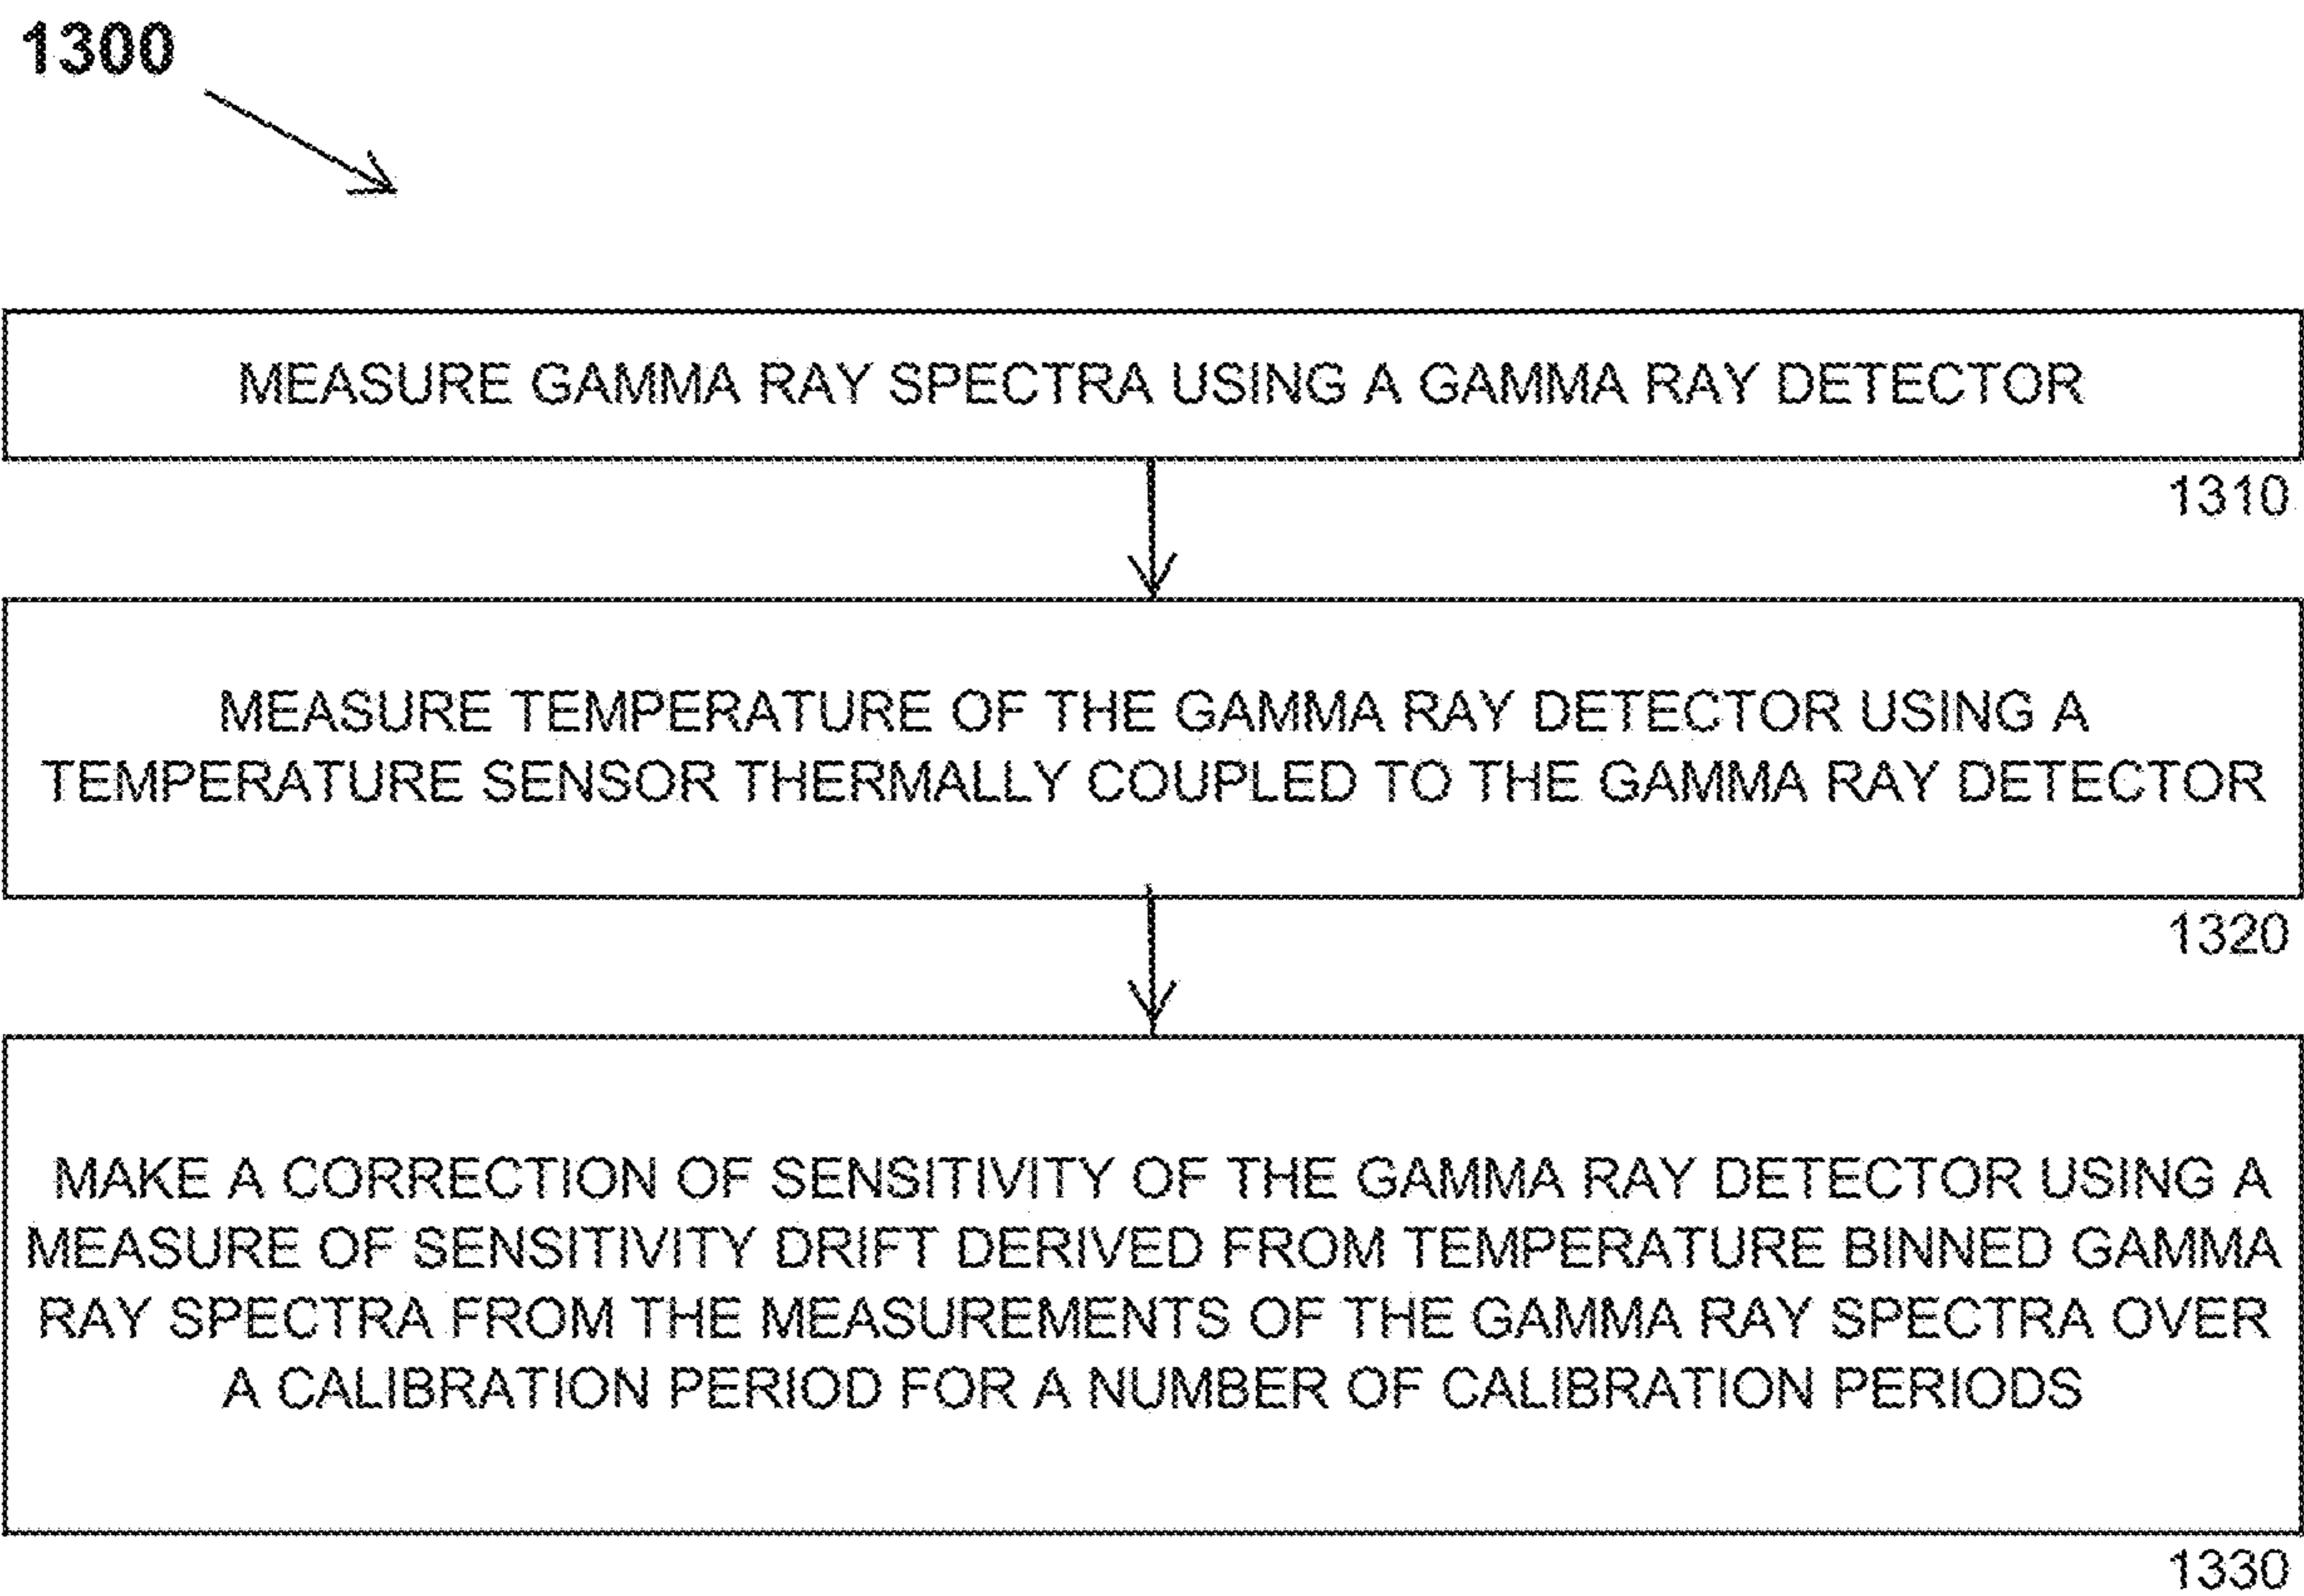 1300
MEASURE GAMMA RAY SPECTRA USING A GAMMA RAY DETECTOR
1310
MEASURE TEMPERATURE OF THE GAMMA RAY DETECTOR USING A
TEMPERATURE SENSOR THERMALLY COUPLED TO THE GAMMA RAY DETECTOR
1320
MAKE A CORRECTION OF SENSITIVITY OF THE GAMMA RAY DETECTOR USING A
MEASURE OF SENSITIVITY DRIFT DERIVED FROM TEMPERATURE BINNED GAMMA
RAY SPECTRA FROM THE MEASUREMENTS OF THE GAMMA RAY SPECTRA OVER
A CALIBRATION PERIOD FOR A NUMBER OF CALIBRATION PERIODS
1330